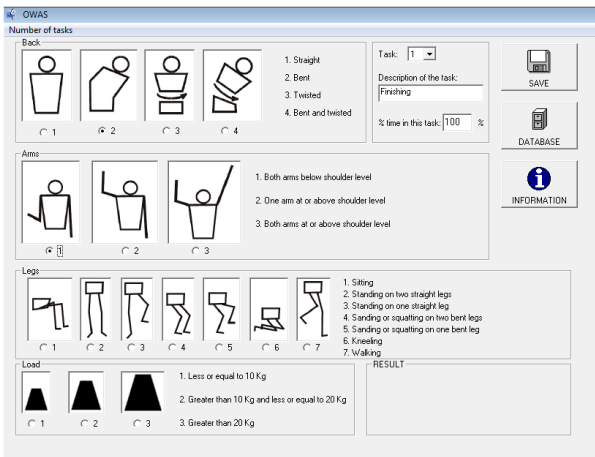 OWAS
Number of tasks
Back
1. Straight
2. Bent
3. Twisted
4. Bent and twisted
1 2 3 4
Task: 1
Description of the task:
Finishing
% time in this task: 100 %
SAVE
DATABASE
INFORMATION
Arms
1. Both arms below shoulder level
2. One arm at or above shoulder level
3. Both arms at or above shoulder level
1 2 3
Legs
1. Sitting
2. Standing on two straight legs
3. Standing on one straight leg
4. Sanding or squatting on two bent legs
5. Sanding or squatting on one bent leg
6. Kneeling
7. Walking
1 2 3 4 5 6 7
Load
1. Less or equal to 10 Kg
2. Greater than 10 Kg and less or equal to 20 Kg
3. Greater than 20 Kg
1 2 3
RESULT